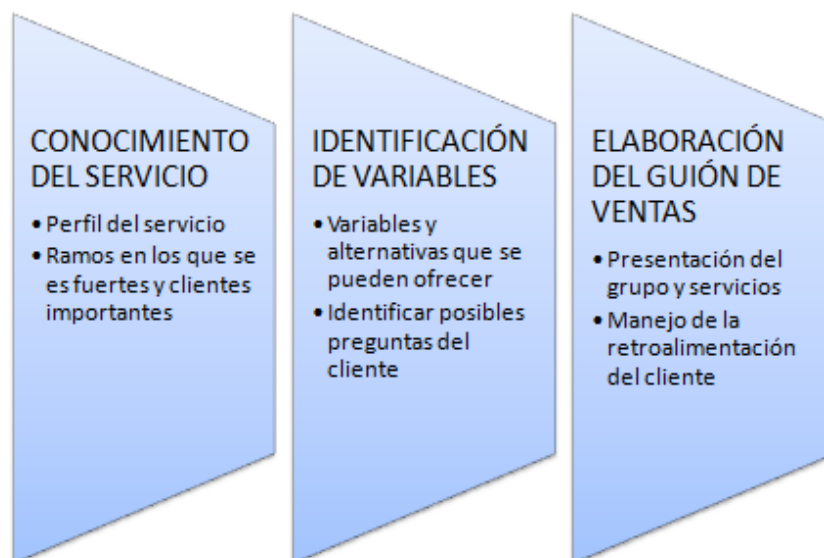 CONOCIMIENTO
DEL SERVICIO
• Perfil del servicio
• Ramos en los que se
es fuertes y clientes
importantes
IDENTIFICACIÓN
DE VARIABLES
• Variables y
alternativas que se
pueden ofrecer
• Identificar posibles
preguntas del
cliente
ELABORACIÓN
DEL GUIÓN DE
VENTAS
• Presentación del
grupo y servicios
• Manejo de la
retroalimentación
del cliente